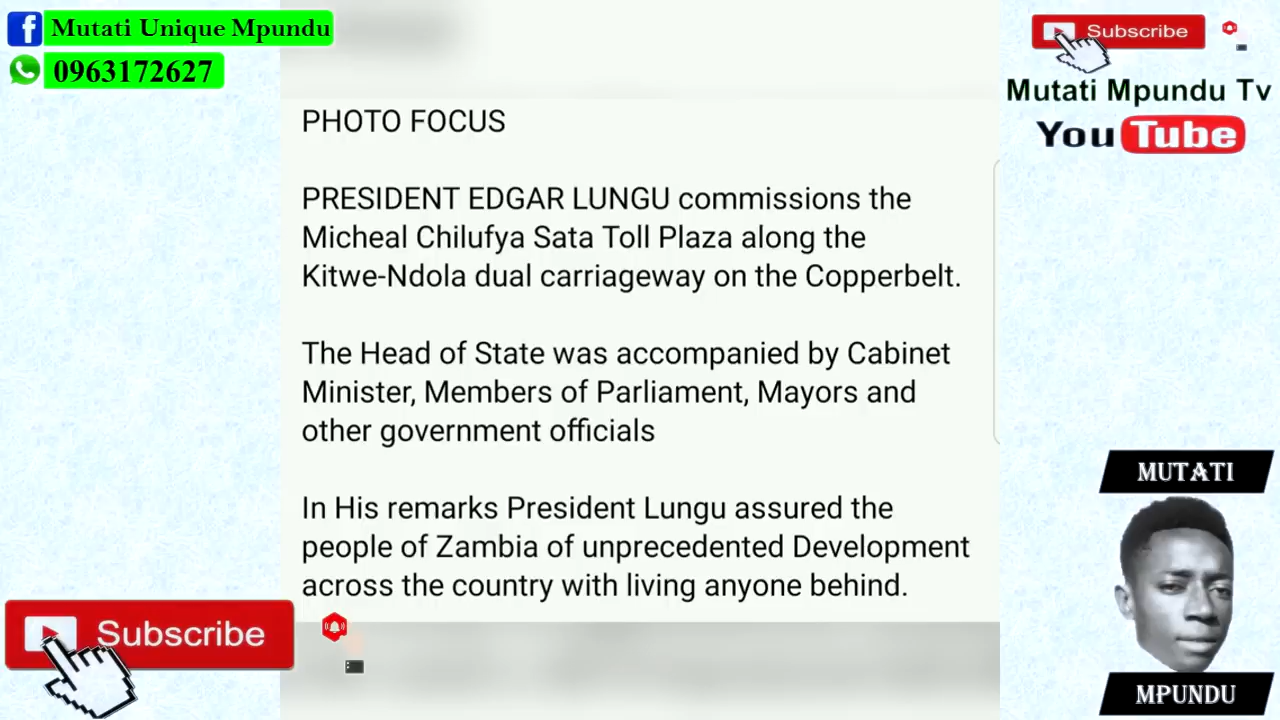 Mutati Unique Mpundu
0963172627
Subscribe
Mutati Mpundu Tv
YouTube
PHOTO FOCUS
PRESIDENT EDGAR LUNGU commissions the
Micheal Chilufya Sata Toll Plaza along the
Kitwe-Ndola dual carriageway on the Copperbelt.
The Head of State was accompanied by Cabinet
Minister, Members of Parliament, Mayors and
other government officials
In His remarks President Lungu assured the
people of Zambia of unprecedented Development
across the country with living anyone behind.
MUTATI
MPUNDU
Subscribe